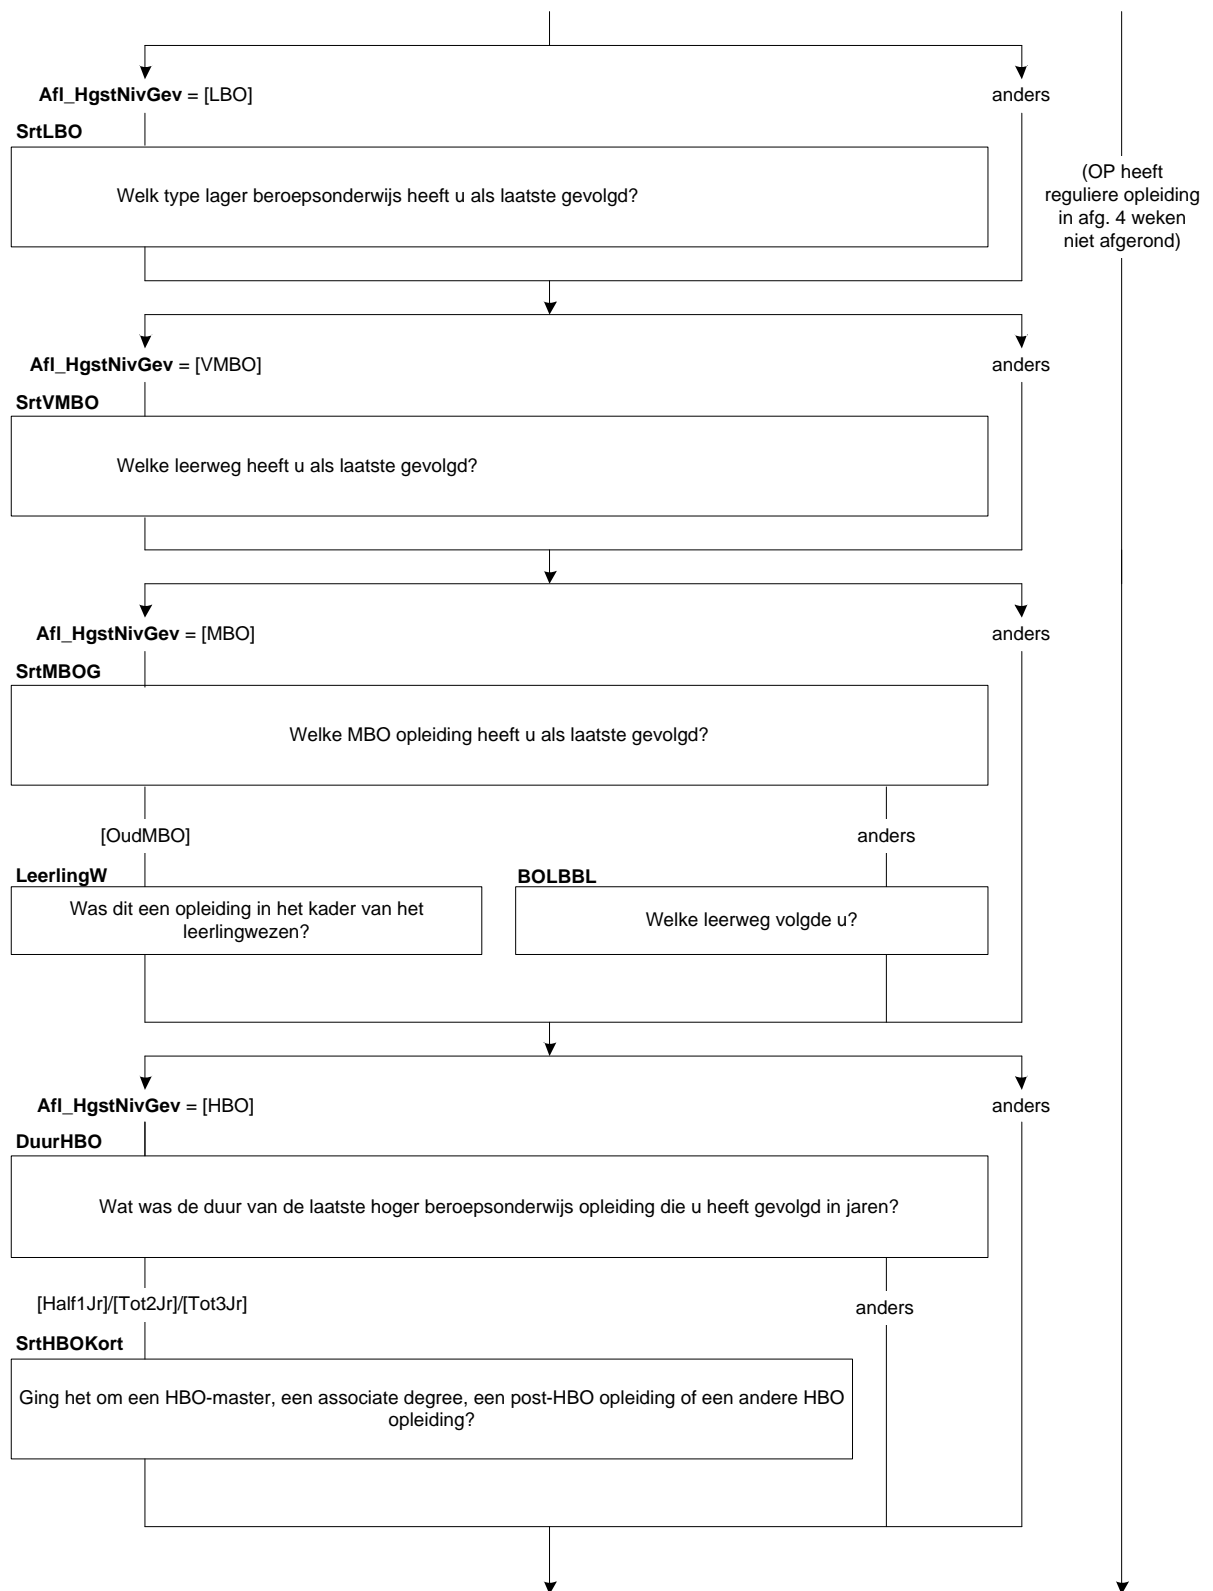 Afl_HgstNivGev = [LBO]
anders
SrtLBO
Welk type lager beroepsonderwijs heeft u als laatste gevolgd?
(OP heeft
reguliere opleiding
in afg. 4 weken
niet afgerond)
Afl_HgstNivGev = [VMBO]
anders
SrtVMBO
Welke leerweg heeft u als laatste gevolgd?
Afl_HgstNivGev = [MBO]
anders
SrtMBOG
Welke MBO opleiding heeft u als laatste gevolgd?
[OudMBO]
anders
LeerlingW
Was dit een opleiding in het kader van het
leerlingwezen?
BOLBBL
Welke leerweg volgde u?
Afl_HgstNivGev = [HBO]
anders
DuurHBO
Wat was de duur van de laatste hoger beroepsonderwijs opleiding die u heeft gevolgd in jaren?
[Half1Jr]/[Tot2Jr]/[Tot3Jr]
anders
SrtHBOKort
Ging het om een HBO-master, een associate degree, een post-HBO opleiding of een andere HBO
opleiding?